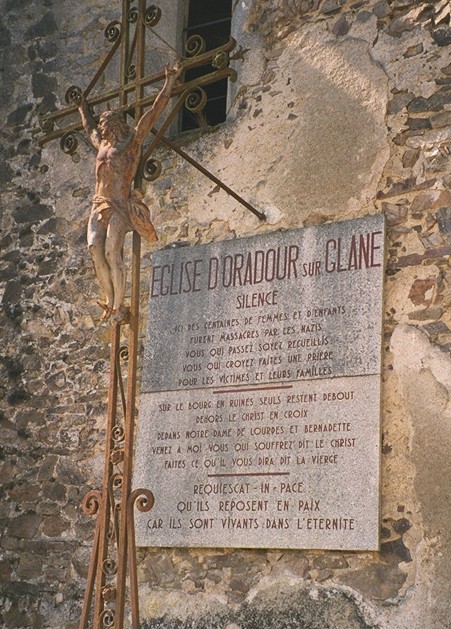 EGLISE D'ORADOUR SUR GLANE
SILENCE
ICI DES CENTAINES DE FEMMES ET D'ENFANTS
FURENT MASSACRES PAR LES NAZIS
VOUS QUI PASSEZ SOYEZ RECUEILLIS
VOUS QUI CROYEZ FAITES UNE PRIERE
POUR LES VICTIMES ET LEURS FAMILLES
SUR LE BOURG EN RUINES SEULS RESTENT DEBOUT
DEHORS LE CHRIST EN CROIX
DEDANS NOTRE DAME DE LOURDES ET BERNADETTE
VENEZ A MOI VOUS QUI SOUFFREZ DIT LE CHRIST
FAITES CE QU'IL VOUS DIRA DIT LA VIERGE
REQUIESCAT-IN-PACE
QU'ILS REPOSENT EN PAIX
CAR ILS SONT VIVANTS DANS L'ETERNITE